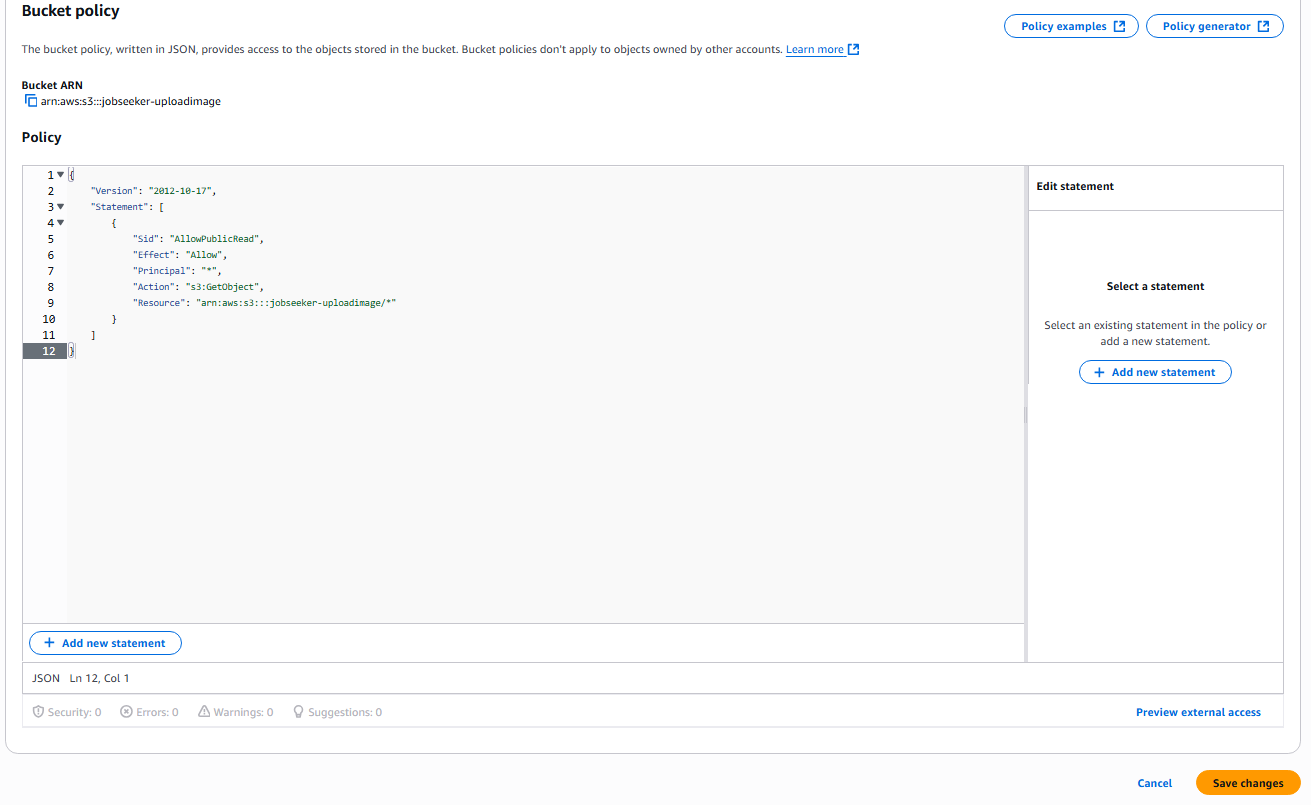 Bucket policy
Policy examples
Policy generator
The bucket policy, written in JSON, provides access to the objects stored in the bucket. Bucket policies don't apply to objects owned by other accounts. Learn more
Bucket ARN
arn:aws:s3:::jobseeker-uploadimage
Policy
1 {
2 "Version": "2012-10-17",
3 "Statement": [
4 {
5 "Sid": "AllowPublicRead",
6 "Effect": "Allow",
7 "Principal": "*",
8 "Action": "s3:GetObject",
9 "Resource": "arn:aws:s3:::jobseeker-uploadimage/*"
10 }
11 ]
12 }
Edit statement
Select a statement
Select an existing statement in the policy or
add a new statement.
+ Add new statement
+ Add new statement
JSON Ln 12, Col 1
Security: 0 Errors: 0 Warnings: 0 Suggestions: 0
Preview external access
Cancel
Save changes